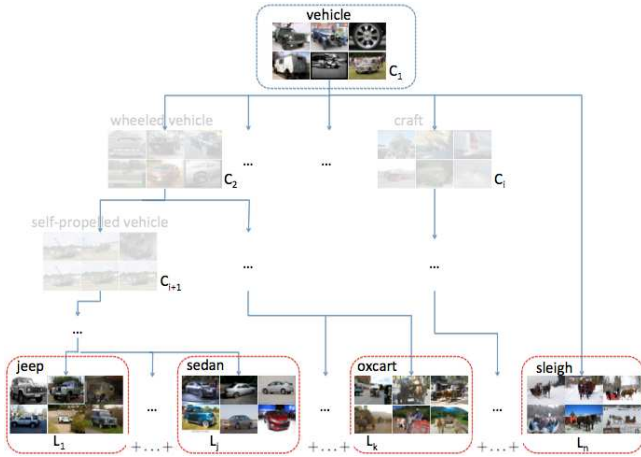 vehicle
C1
wheeled vehicle
craft
... ...
C2
Ci
self-propelled vehicle
... ...
Ci+1
...
jeep sedan oxcart sleigh
... ... ...
L1 Lj Lk Ln
+...+ +...+ +...+